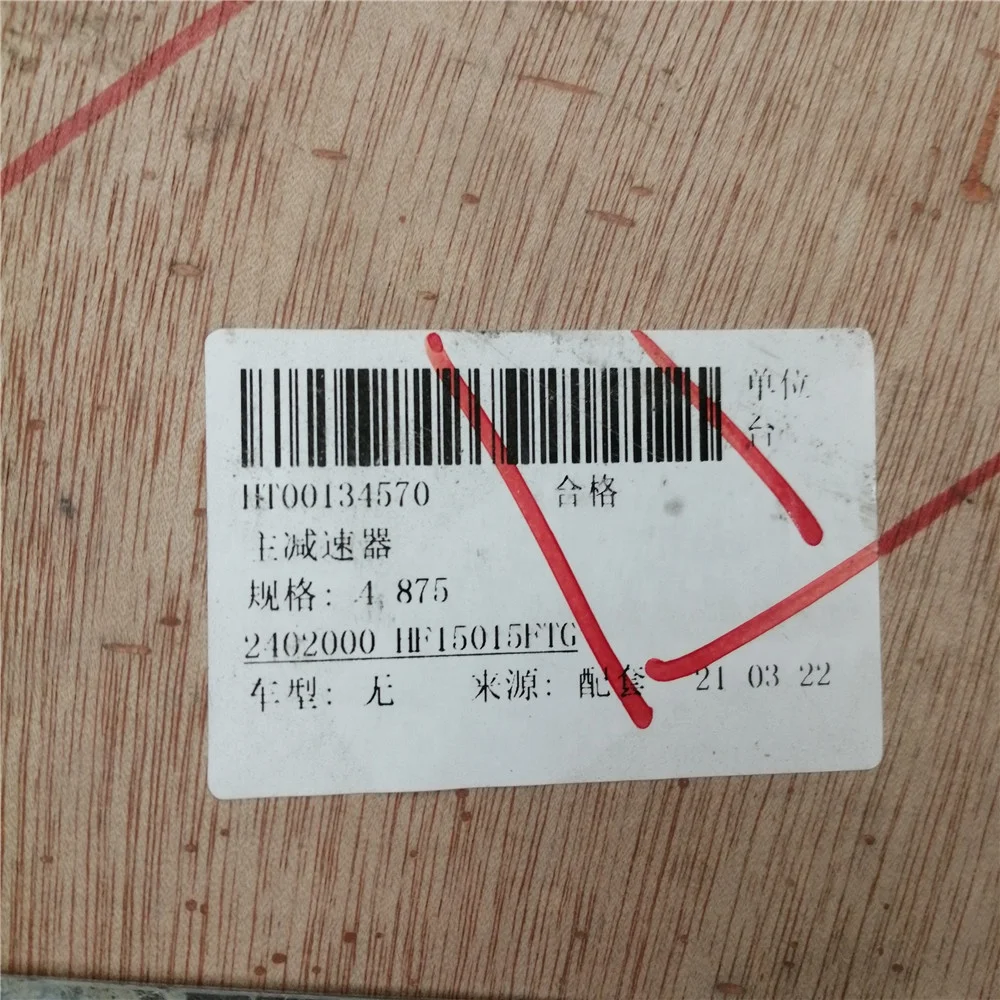 单位
台
HT00134570 合格
主减速器
规格: 4.875
2402000 HF15015FTG
车型: 无 来源: 配套 21 03 22